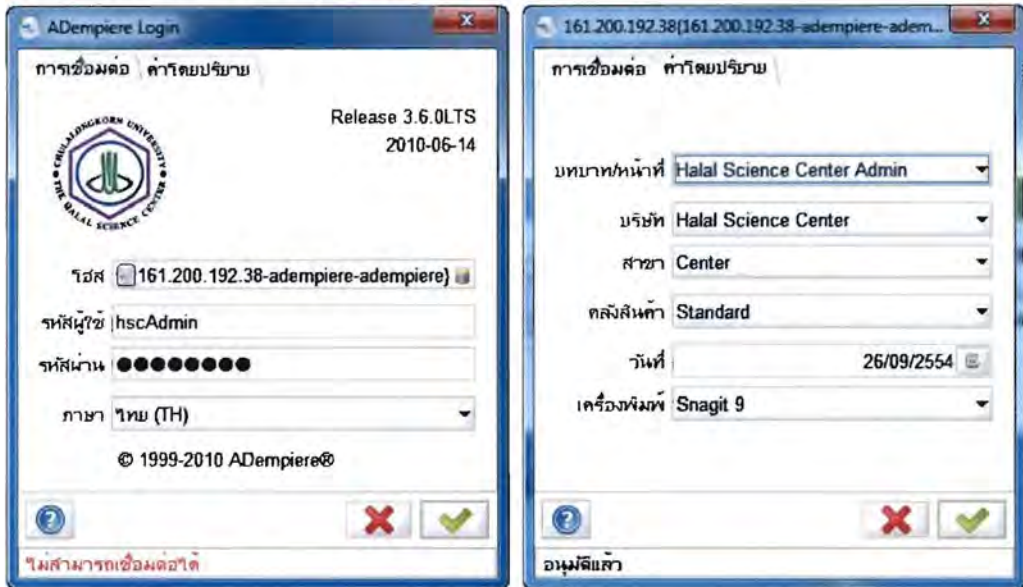 ADempiere Login
การเชื่อมต่อ ค่าโดยปริยาย
CHULALONGKORN UNIVERSITY
THE HALAL SCIENCE CENTER
Release 3.6.0LTS
2010-06-14
โฮส 161.200.192.38-adempiere-adempiere}
รหัสผู้ใช้ hscAdmin
รหัสผ่าน ●●●●●●●●
ภาษา ไทย (TH)
© 1999-2010 ADempiere®
ไม่สามารถเชื่อมต่อได้
161.200.192.38{161.200.192.38-adempiere-adem...
การเชื่อมต่อ ค่าโดยปริยาย
บทบาท/หน้าที่ Halal Science Center Admin
บริษัท Halal Science Center
สาขา Center
คลังสินค้า Standard
วันที่ 26/09/2554
เครื่องพิมพ์ Snagit 9
อนุมัติแล้ว